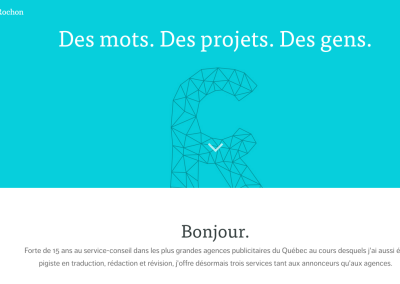 Rochon
Des mots. Des projets. Des gens.
Bonjour.
Forte de 15 ans au service-conseil dans les plus grandes agences publicitaires du Québec au cours desquels j'ai aussi é
pigiste en traduction, rédaction et révision, j'offre désormais trois services tant aux annonceurs qu'aux agences.